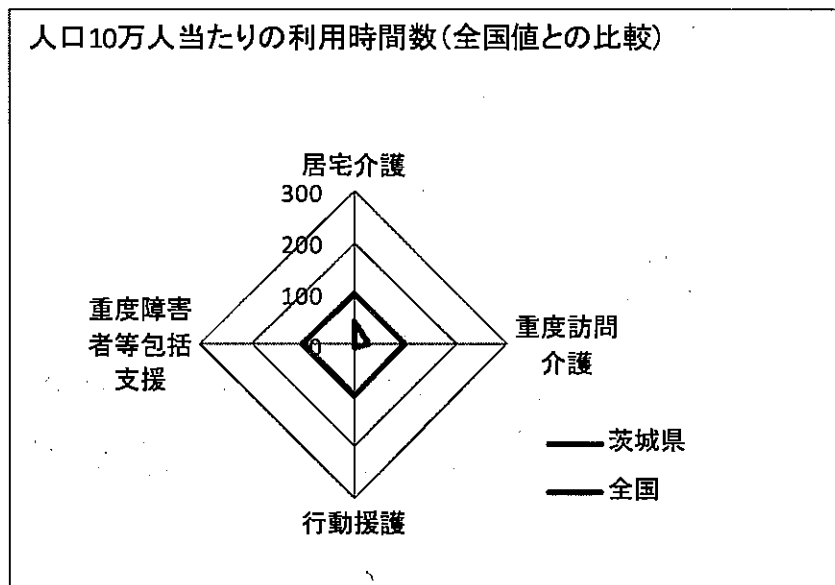 人口10万人当たりの利用時間数(全国値との比較)
居宅介護
300
200
100
0
重度障害
者等包括
支援
重度訪問
介護
行動援護
茨城県
全国